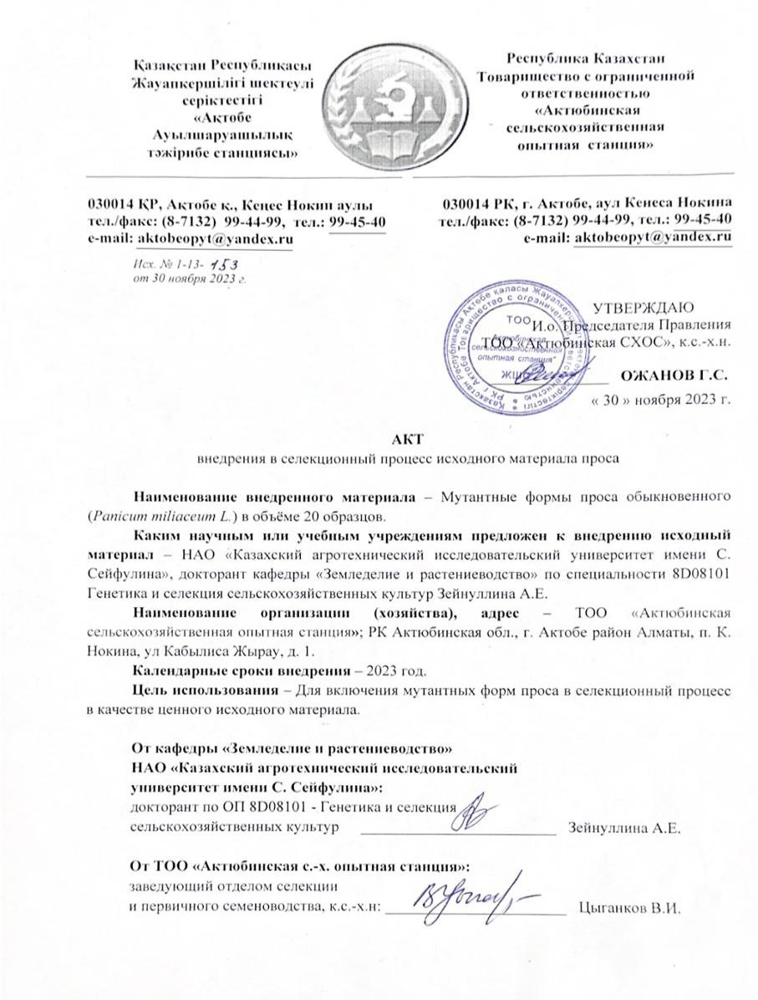 Қазақстан Республикасы
Жауапкершілігі шектеулі
серіктестігі
«Ақтөбе
Ауылшаруашылық
тәжірибе станциясы»
Республика Казахстан
Товарищество с ограниченной
ответственностью
«Актюбинская
сельскохозяйственная
опытная станция»
030014 ҚР, Ақтөбе қ., Кеңес Нокин аулы
тел./факс: (8-7132) 99-44-99, тел.: 99-45-40
e-mail: aktobeopyt@yandex.ru
030014 РК, г. Актобе, аул Кенеса Нокина
тел./факс: (8-7132) 99-44-99, тел.: 99-45-40
e-mail: aktobeopyt@yandex.ru
Исх. № 1-13- 153
от 30 ноября 2023 г.
ТОО
"Актюбинская
сельскохозяйственная
опытная станция"
ЖШС
УТВЕРЖДАЮ
И.о. Председателя Правления
ТОО «Актюбинская СХОС», к.с.-х.н.
ОЖАНОВ Г.С.
« 30 » ноября 2023 г.
АКТ
внедрения в селекционный процесс исходного материала проса
Наименование внедренного материала – Мутантные формы проса обыкновенного
(Panicum miliaceum L.) в объёме 20 образцов.
Каким научным или учебным учреждениям предложен к внедрению исходный
материал – НАО «Казахский агротехнический исследовательский университет имени С.
Сейфулина», докторант кафедры «Земледелие и растениеводство» по специальности 8D08101
Генетика и селекция сельскохозяйственных культур Зейнуллина А.Е.
Наименование организации (хозяйства), адрес – ТОО «Актюбинская
сельскохозяйственная опытная станция»; РК Актюбинская обл., г. Актобе район Алматы, п. К.
Нокина, ул Кабылиса Жырау, д. 1.
Календарные сроки внедрения – 2023 год.
Цель использования – Для включения мутантных форм проса в селекционный процесс
в качестве ценного исходного материала.
От кафедры «Земледелие и растениеводство»
НАО «Казахский агротехнический исследовательский
университет имени С. Сейфулина»:
докторант по ОП 8D08101 - Генетика и селекция
сельскохозяйственных культур Зейнуллина А.Е.
От ТОО «Актюбинская с.-х. опытная станция»:
заведующий отделом селекции
и первичного семеноводства, к.с.-х.н: Цыганков В.И.